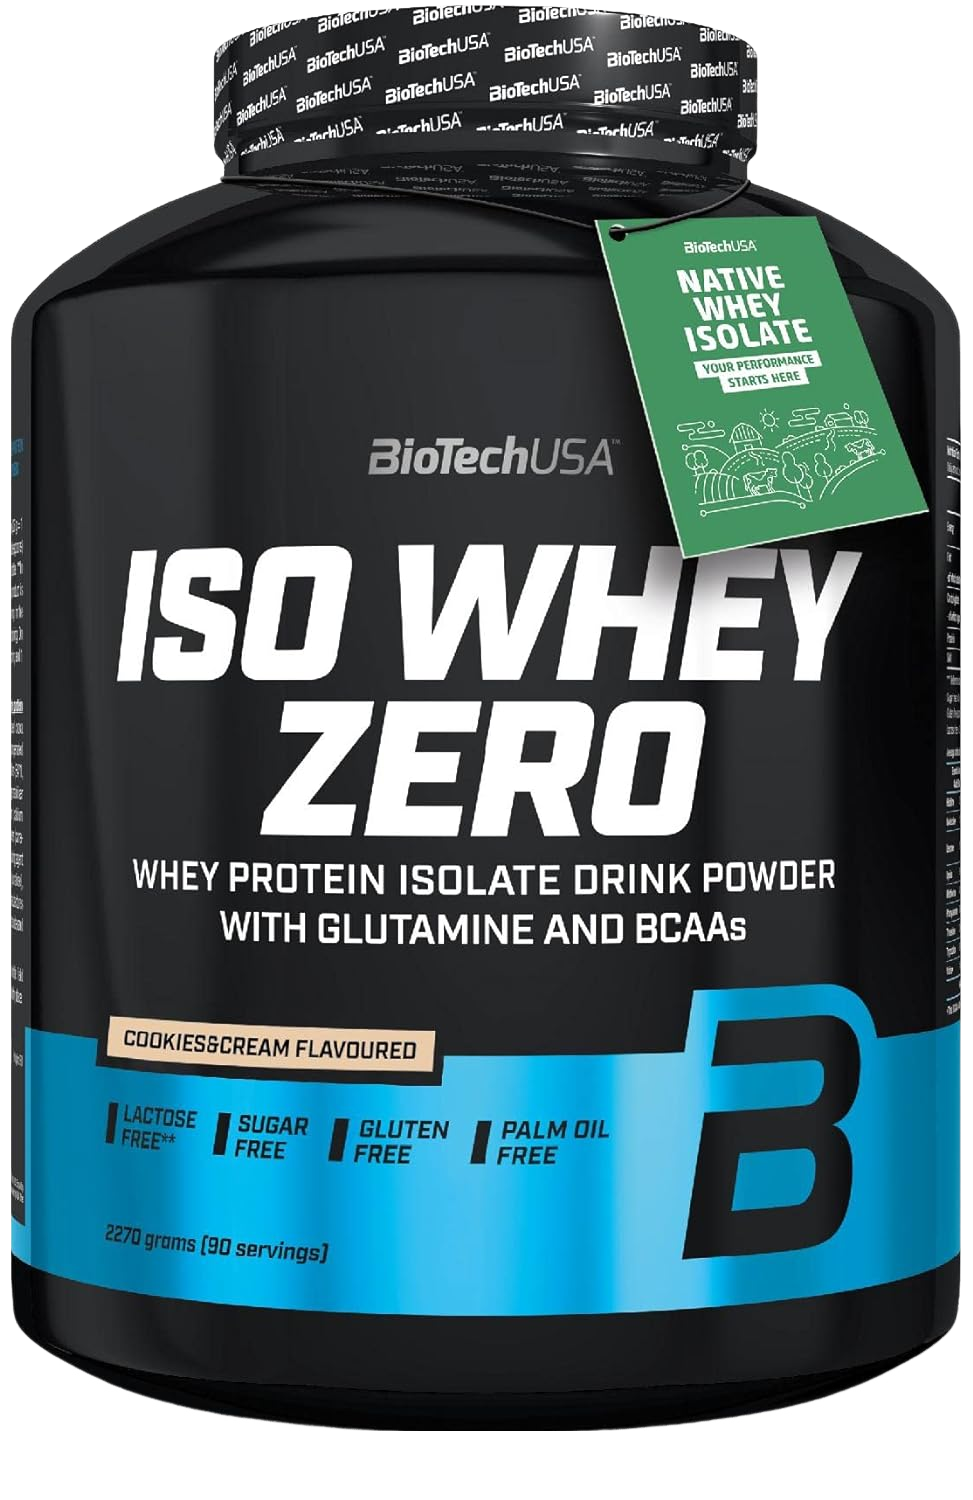 BioTechUSA
BioTechUSA
NATIVE
WHEY
ISOLATE
YOUR PERFORMANCE
STARTS HERE
BioTechUSA™
ISO WHEY
ZERO
WHEY PROTEIN ISOLATE DRINK POWDER
WITH GLUTAMINE AND BCAAs
COOKIES&CREAM FLAVOURED
LACTOSE
FREE**
SUGAR
FREE
GLUTEN
FREE
PALM OIL
FREE
B
2270 grams (90 servings)